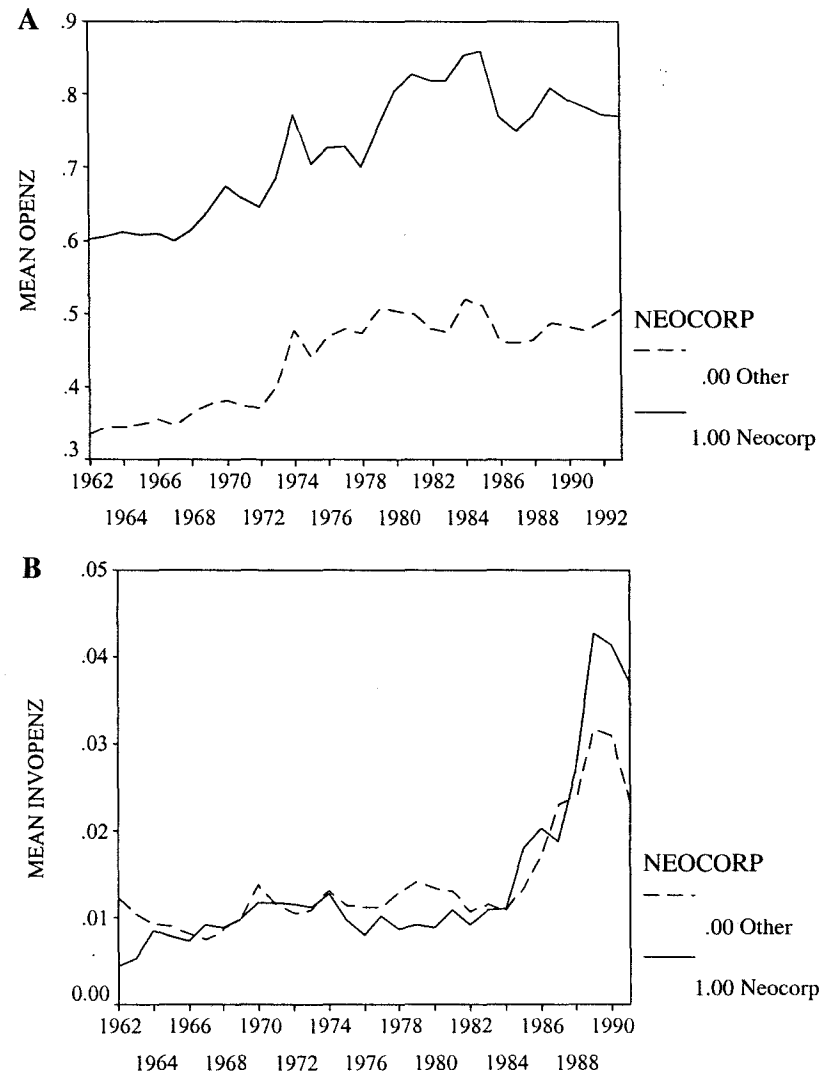 A
.9
.8
.7
.6
.5
.4
.3
MEAN OPENZ
1962 1966 1970 1974 1978 1982 1986 1990
1964 1968 1972 1976 1980 1984 1988 1992
NEOCORP
.00 Other
1.00 Neocorp
B
.05
.04
.03
.02
.01
0.00
MEAN INVOPENZ
1962 1966 1970 1974 1978 1982 1986 1990
1964 1968 1972 1976 1980 1984 1988
NEOCORP
.00 Other
1.00 Neocorp